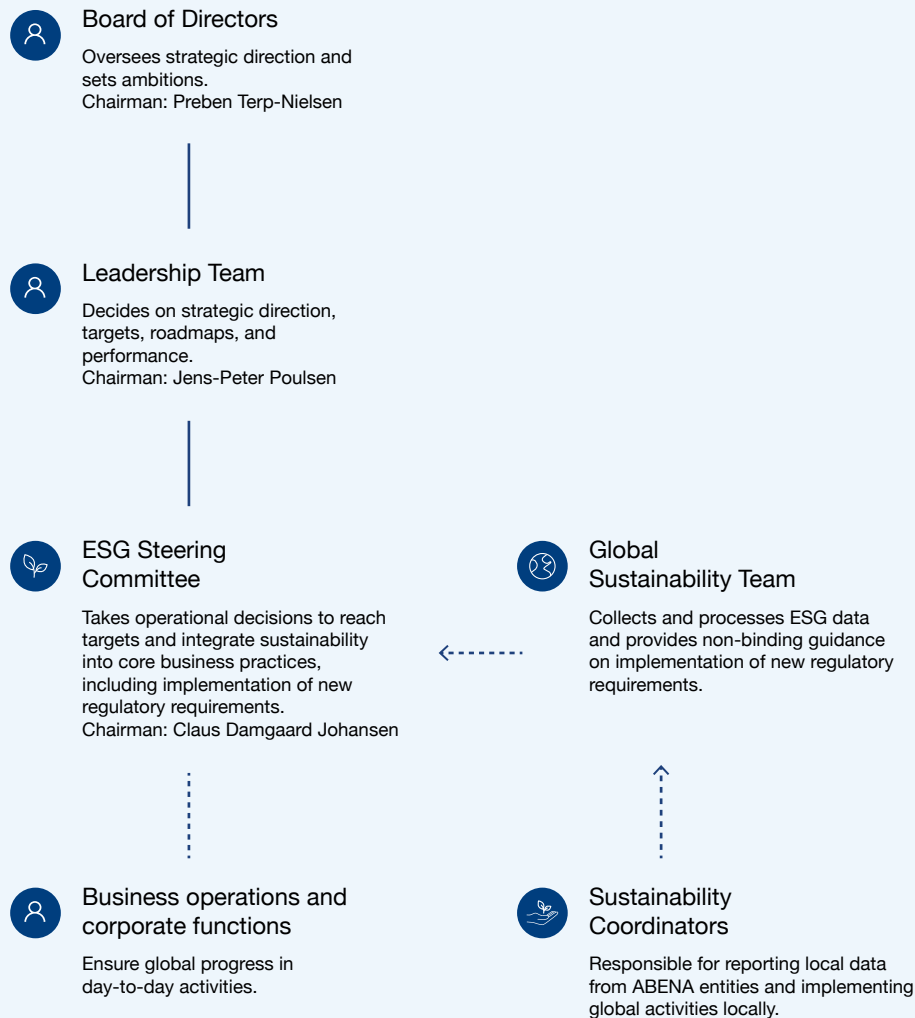 Board of Directors
Oversees strategic direction and
sets ambitions.
Chairman: Preben Terp-Nielsen
Leadership Team
Decides on strategic direction,
targets, roadmaps, and
performance.
Chairman: Jens-Peter Poulsen
ESG Steering
Committee
Takes operational decisions to reach
targets and integrate sustainability
into core business practices,
including implementation of new
regulatory requirements.
Chairman: Claus Damgaard Johansen
Global
Sustainability Team
Collects and processes ESG data
and provides non-binding guidance
on implementation of new regulatory
requirements.
Business operations and
corporate functions
Ensure global progress in
day-to-day activities.
Sustainability
Coordinators
Responsible for reporting local data
from ABENA entities and implementing
global activities locally.